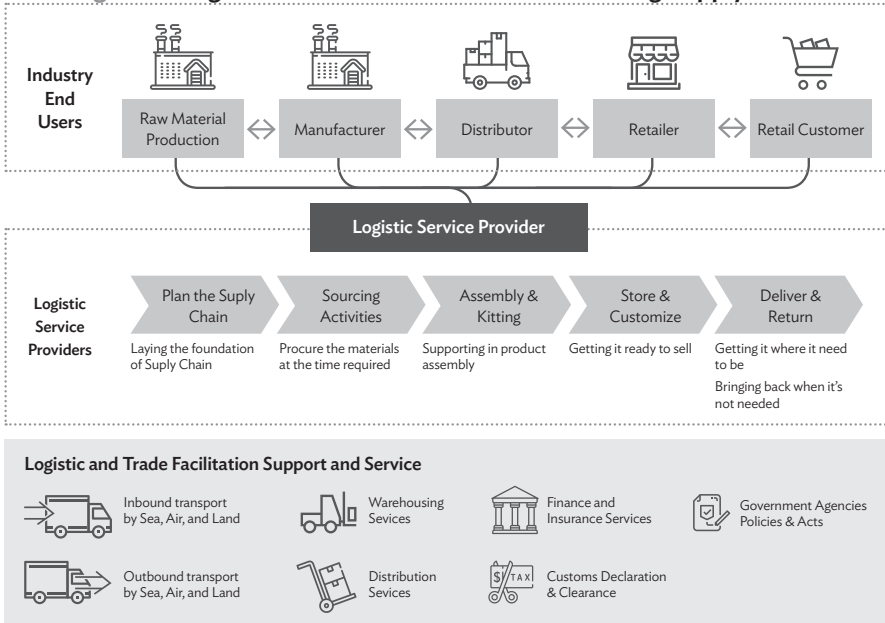 Industry
End
Users
Raw Material
Production
Manufacturer
Distributor
Retailer
Retail Customer
Logistic Service Provider
Logistic
Service
Providers
Plan the Suply
Chain
Sourcing
Activities
Assembly &
Kitting
Store &
Customize
Deliver &
Return
Laying the foundation
of Suply Chain
Procure the materials
at the time required
Supporting in product
assembly
Getting it ready to sell
Getting it where it need
to be
Bringing back when it's
not needed
Logistic and Trade Facilitation Support and Service
Inbound transport
by Sea, Air, and Land
Warehousing
Sevices
Finance and
Insurance Services
Government Agencies
Policies & Acts
Outbound transport
by Sea, Air, and Land
Distribution
Sevices
$ TAX
Customs Declaration
& Clearance